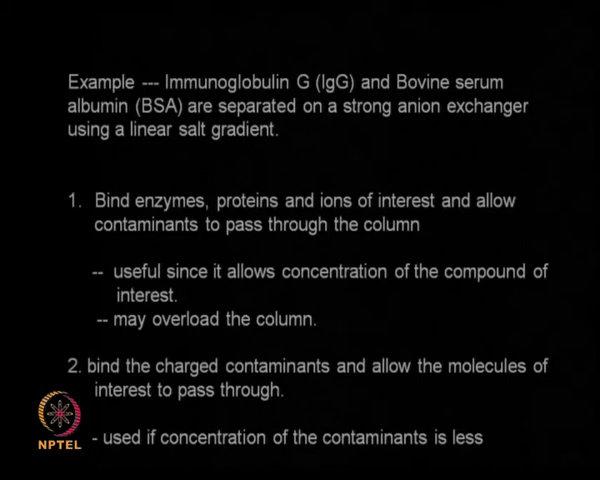 Example --- Immunoglobulin G (IgG) and Bovine serum
albumin (BSA) are separated on a strong anion exchanger
using a linear salt gradient.
1. Bind enzymes, proteins and ions of interest and allow
contaminants to pass through the column
-- useful since it allows concentration of the compound of
interest.
-- may overload the column.
2. bind the charged contaminants and allow the molecules of
interest to pass through.
- used if concentration of the contaminants is less
NPTEL